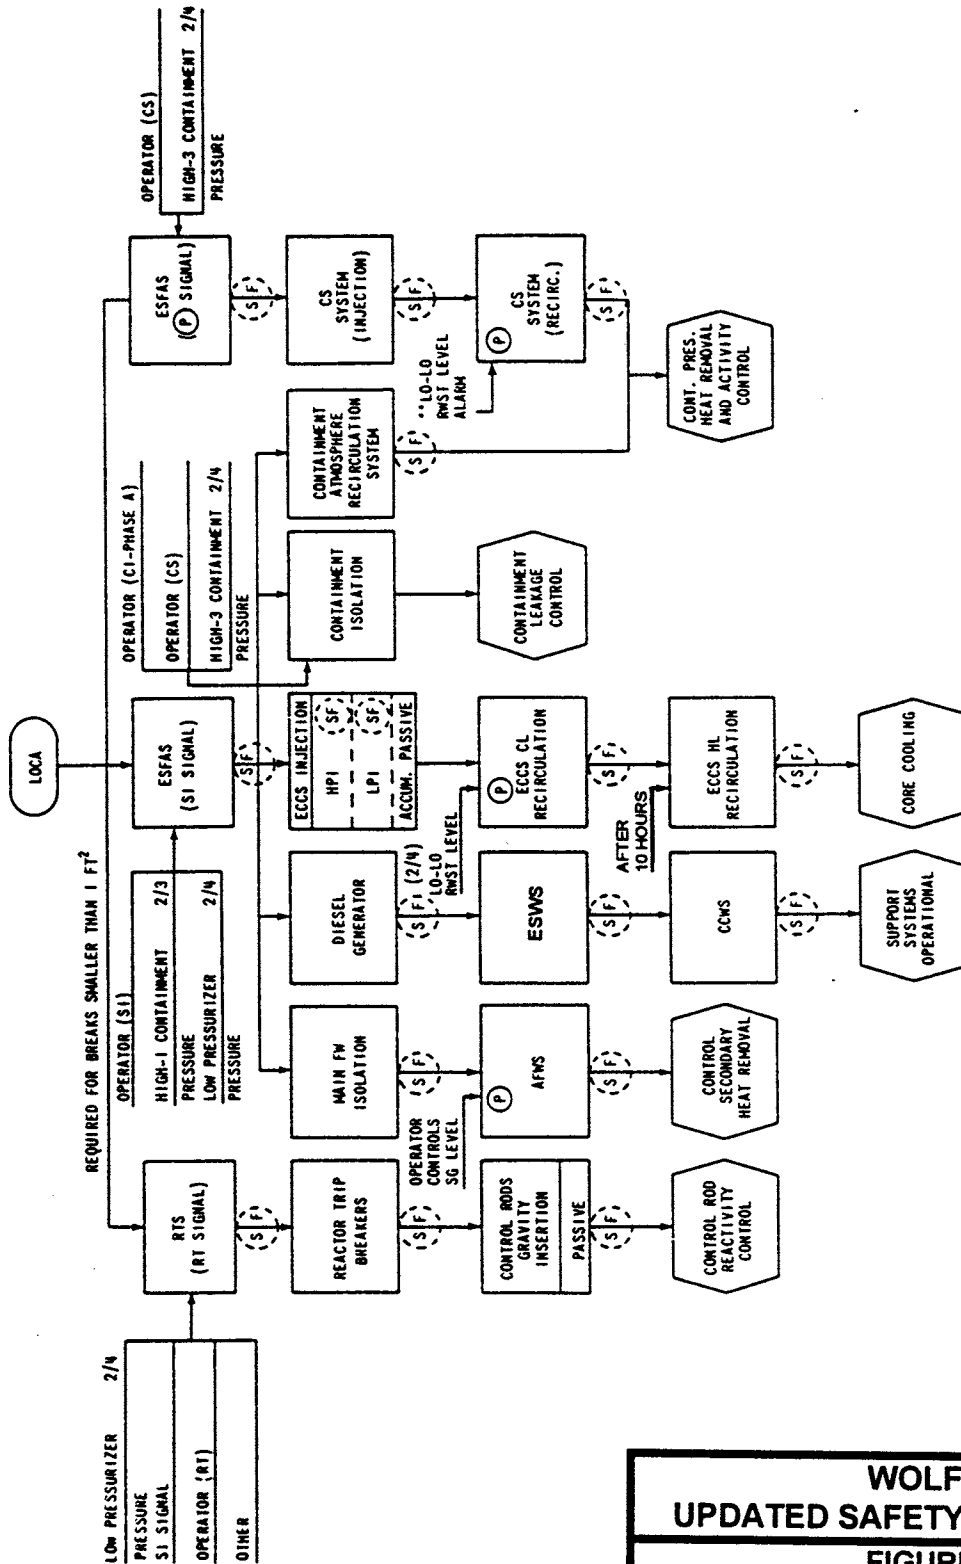 LOCA
REQUIRED FOR BREAKS SMALLER THAN 1 FT²
LOW PRESSURIZER 2/4
PRESSURE
SI SIGNAL
OPERATOR (RT)
OTHER
RTS
(RT SIGNAL)
S F
REACTOR TRIP
BREAKERS
S F
CONTROL RODS
GRAVITY
INSERTION
PASSIVE
S F
CONTROL ROD
REACTIVITY
CONTROL
OPERATOR (SI)
HIGH-1 CONTAINMENT 2/3
PRESSURE
LOW PRESSURIZER 2/4
PRESSURE
ESFAS
(SI SIGNAL)
S F
MAIN FW
ISOLATION
S F
OPERATOR
CONTROLS
SG LEVEL
P
AFWS
S F
CONTROL
SECONDARY
HEAT REMOVAL
DIESEL
GENERATOR
S F
ESWS
S F
CCWS
S F
SUPPORT
SYSTEMS
OPERATIONAL
ECCS INJECTION
HPI
SF
LPI
SF
ACCUM. PASSIVE
(2/4)
LO-LO
RWST LEVEL
P
ECCS CL
RECIRCULATION
S F
AFTER
10 HOURS
ECCS HL
RECIRCULATION
S F
CORE COOLING
OPERATOR (CI-PHASE A)
OPERATOR (CS)
HIGH-3 CONTAINMENT 2/4
PRESSURE
CONTAINMENT
ISOLATION
CONTAINMENT
LEAKAGE
CONTROL
CONTAINMENT
ATMOSPHERE
RECIRCULATION
SYSTEM
S F
OPERATOR (CS)
HIGH-3 CONTAINMENT 2/4
PRESSURE
ESFAS
(P SIGNAL)
S F
CS
SYSTEM
(INJECTION)
S F
**LO-LO
RWST LEVEL
ALARM
P
CS
SYSTEM
(RECIRC.)
S F
CONT. PRES.
HEAT REMOVAL
AND ACTIVITY
CONTROL
WOLF
UPDATED SAFETY
FIGURE